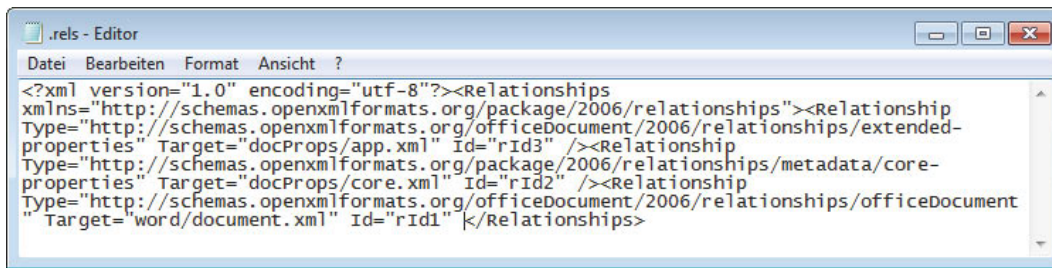 .rels - Editor
Datei Bearbeiten Format Ansicht ?
<?xml version="1.0" encoding="utf-8"?><Relationships
xmlns="http://schemas.openxmlformats.org/package/2006/relationships"><Relationship
Type="http://schemas.openxmlformats.org/officeDocument/2006/relationships/extended-
properties" Target="docProps/app.xml" Id="rId3" /><Relationship
Type="http://schemas.openxmlformats.org/package/2006/relationships/metadata/core-
properties" Target="docProps/core.xml" Id="rId2" /><Relationship
Type="http://schemas.openxmlformats.org/officeDocument/2006/relationships/officeDocument
" Target="word/document.xml" Id="rId1" </Relationships>